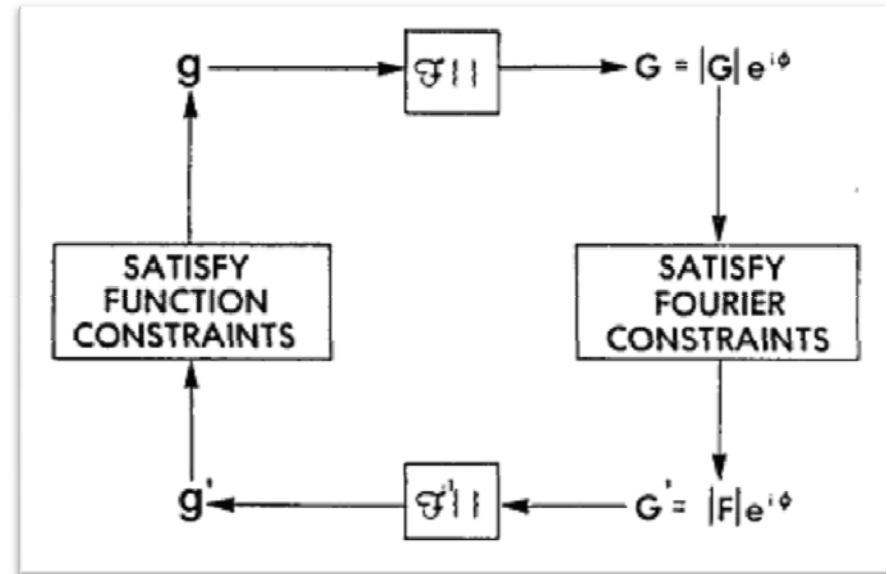 g
ℱ{ }
G = |G| e^{iϕ}
SATISFY
FUNCTION
CONSTRAINTS
SATISFY
FOURIER
CONSTRAINTS
g'
ℱ⁻¹{ }
G' = |F| e^{iϕ}